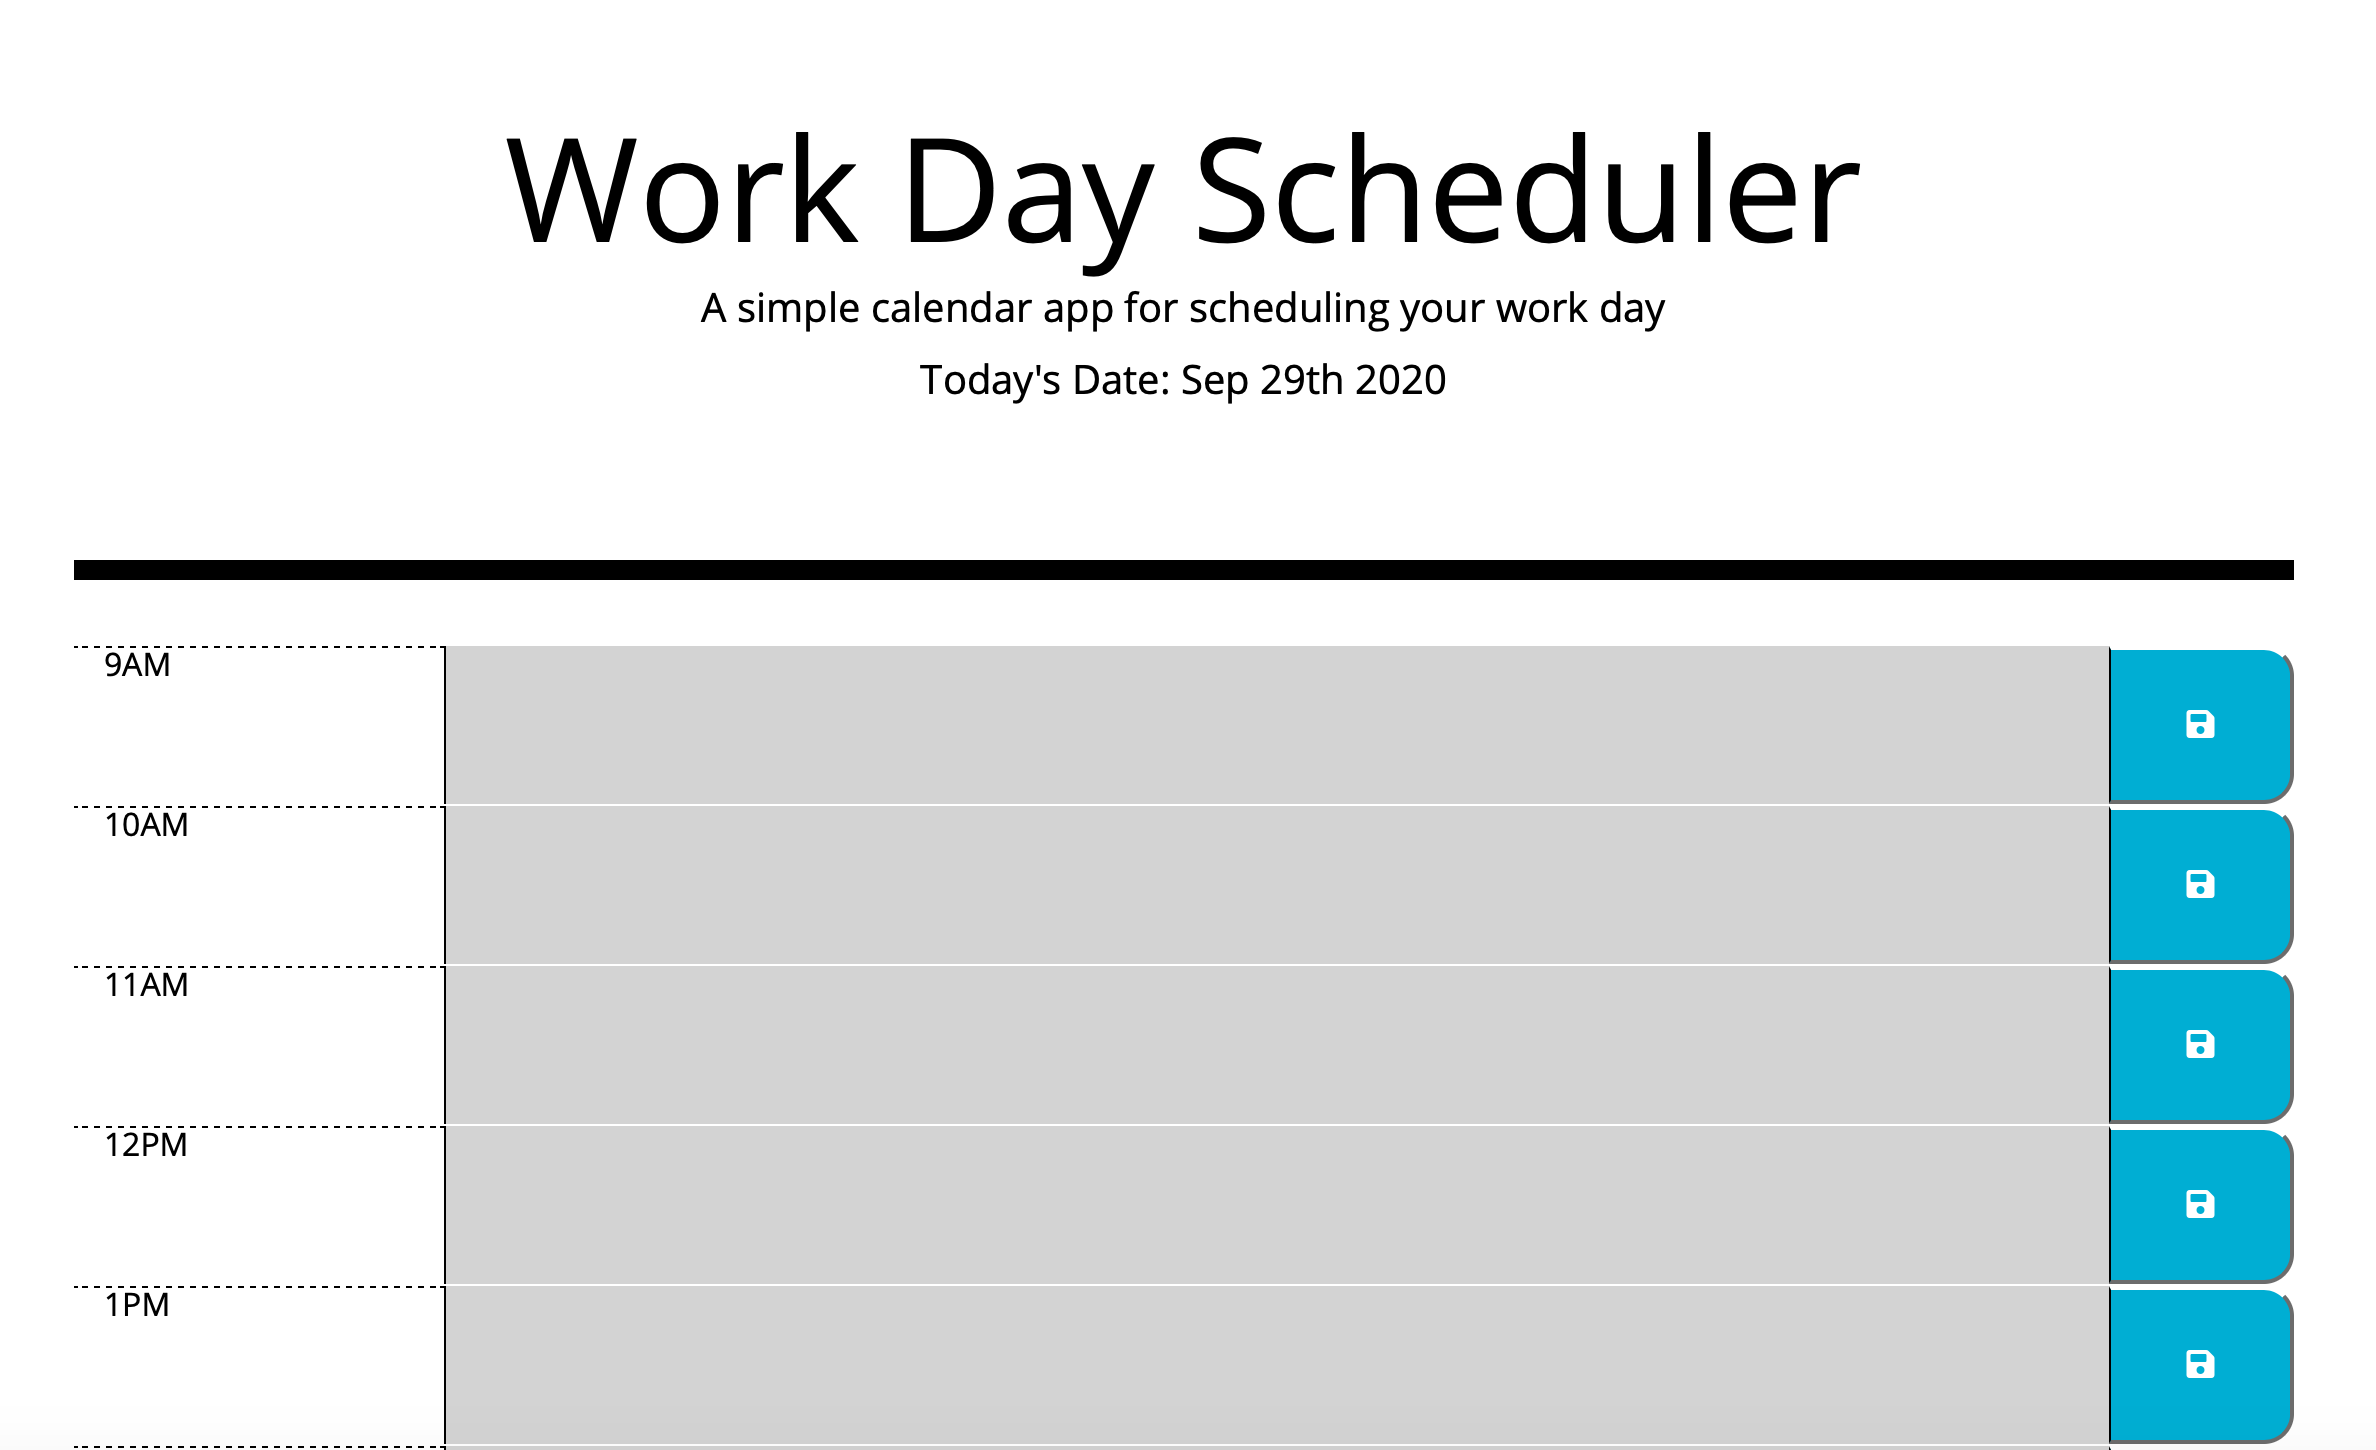 Work Day Scheduler
A simple calendar app for scheduling your work day
Today's Date: Sep 29th 2020
9AM
10AM
11AM
12PM
1PM